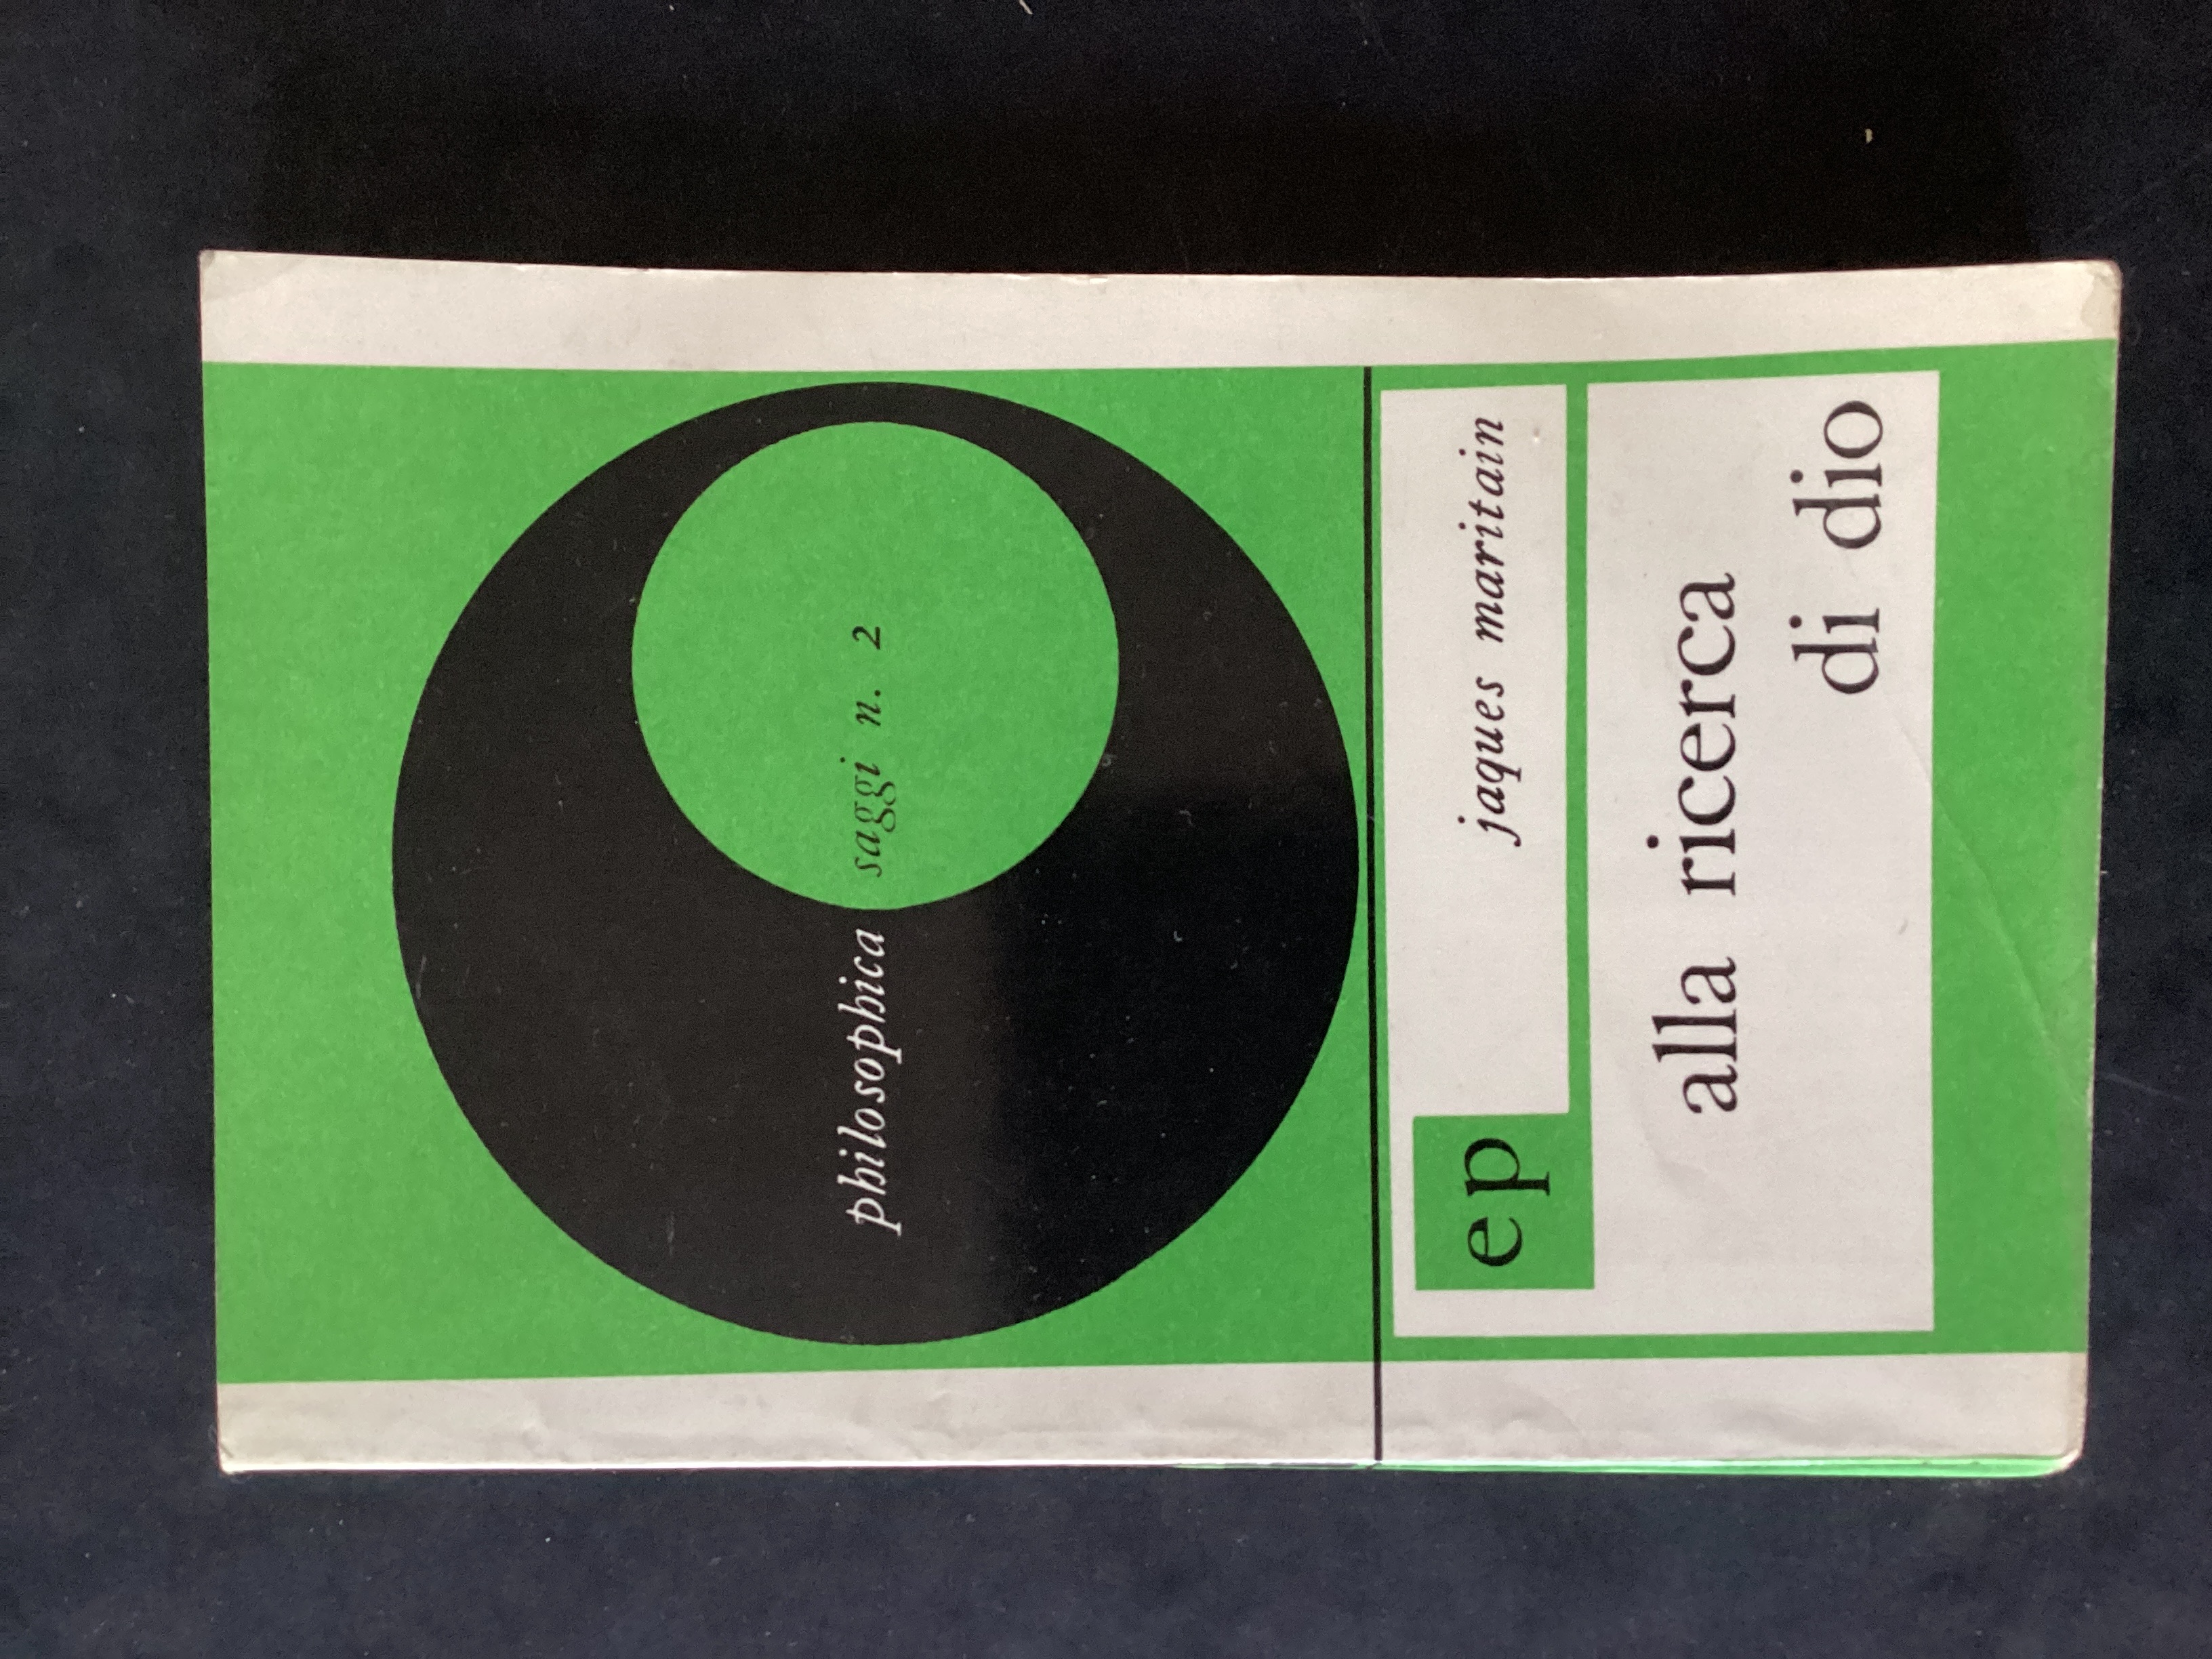 philosophica saggi n. 2
jaques maritain
ep
alla ricerca
di dio